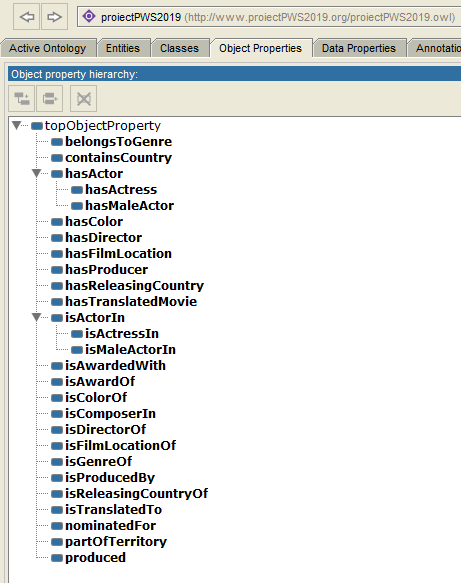 proiectPWS2019 (http://www.proiectPWS2019.org/proiectPWS2019.owl)
Active Ontology Entities Classes Object Properties Data Properties Annotatio
Object property hierarchy:
topObjectProperty
belongsToGenre
containsCountry
hasActor
hasActress
hasMaleActor
hasColor
hasDirector
hasFilmLocation
hasProducer
hasReleasingCountry
hasTranslatedMovie
isActorIn
isActressIn
isMaleActorIn
isAwardedWith
isAwardOf
isColorOf
isComposerIn
isDirectorOf
isFilmLocationOf
isGenreOf
isProducedBy
isReleasingCountryOf
isTranslatedTo
nominatedFor
partOfTerritory
produced